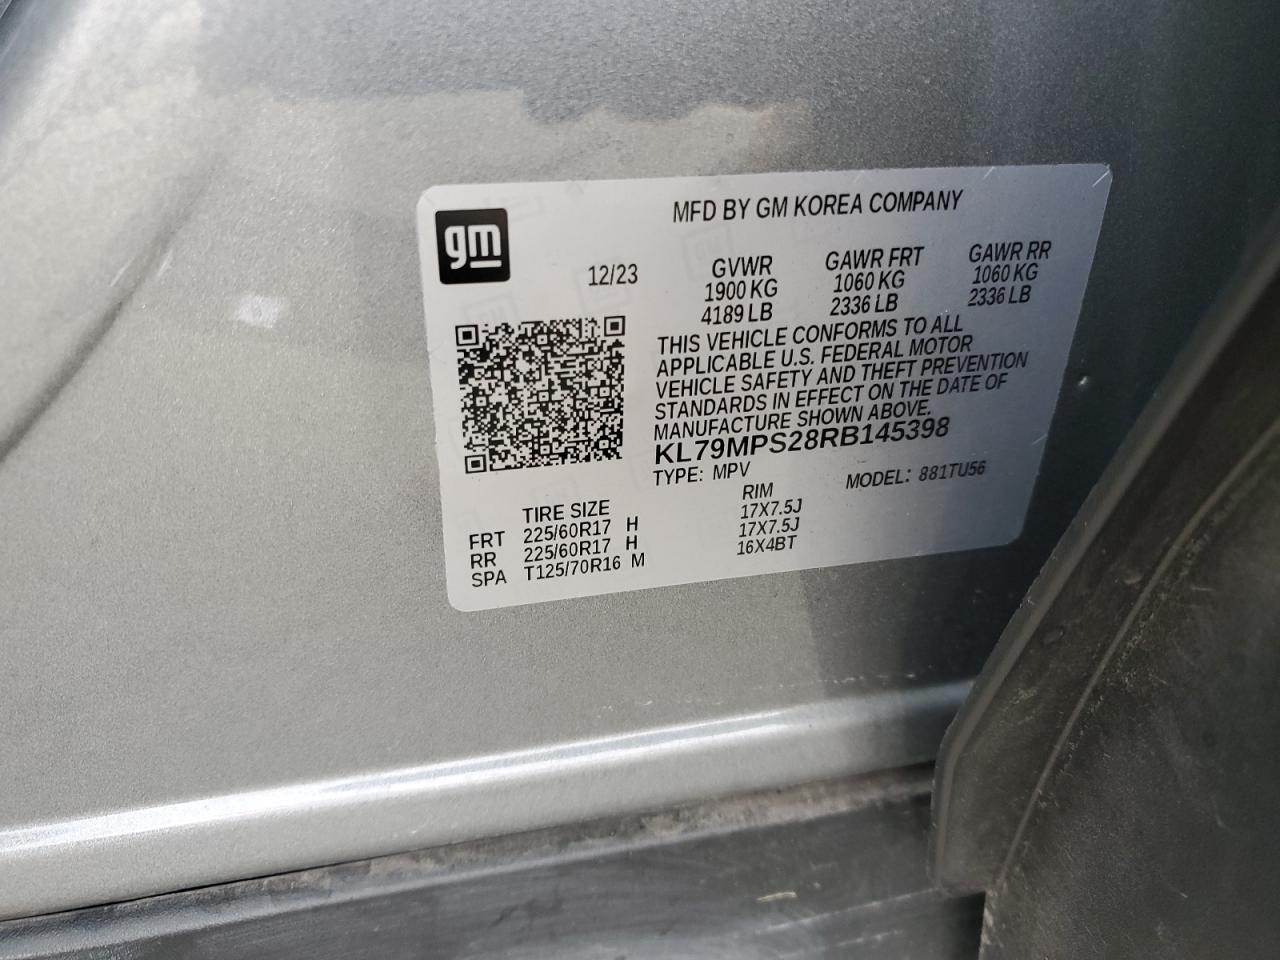 gm
MFD BY GM KOREA COMPANY
12/23
GVWR
1900 KG
4189 LB
GAWR FRT
1060 KG
2336 LB
GAWR RR
1060 KG
2336 LB
THIS VEHICLE CONFORMS TO ALL
APPLICABLE U.S. FEDERAL MOTOR
VEHICLE SAFETY AND THEFT PREVENTION
STANDARDS IN EFFECT ON THE DATE OF
MANUFACTURE SHOWN ABOVE.
KL79MPS28RB145398
TYPE: MPV
MODEL: 881TU56
TIRE SIZE RIM
FRT 225/60R17 H 17X7.5J
RR 225/60R17 H 17X7.5J
SPA T125/70R16 M 16X4BT